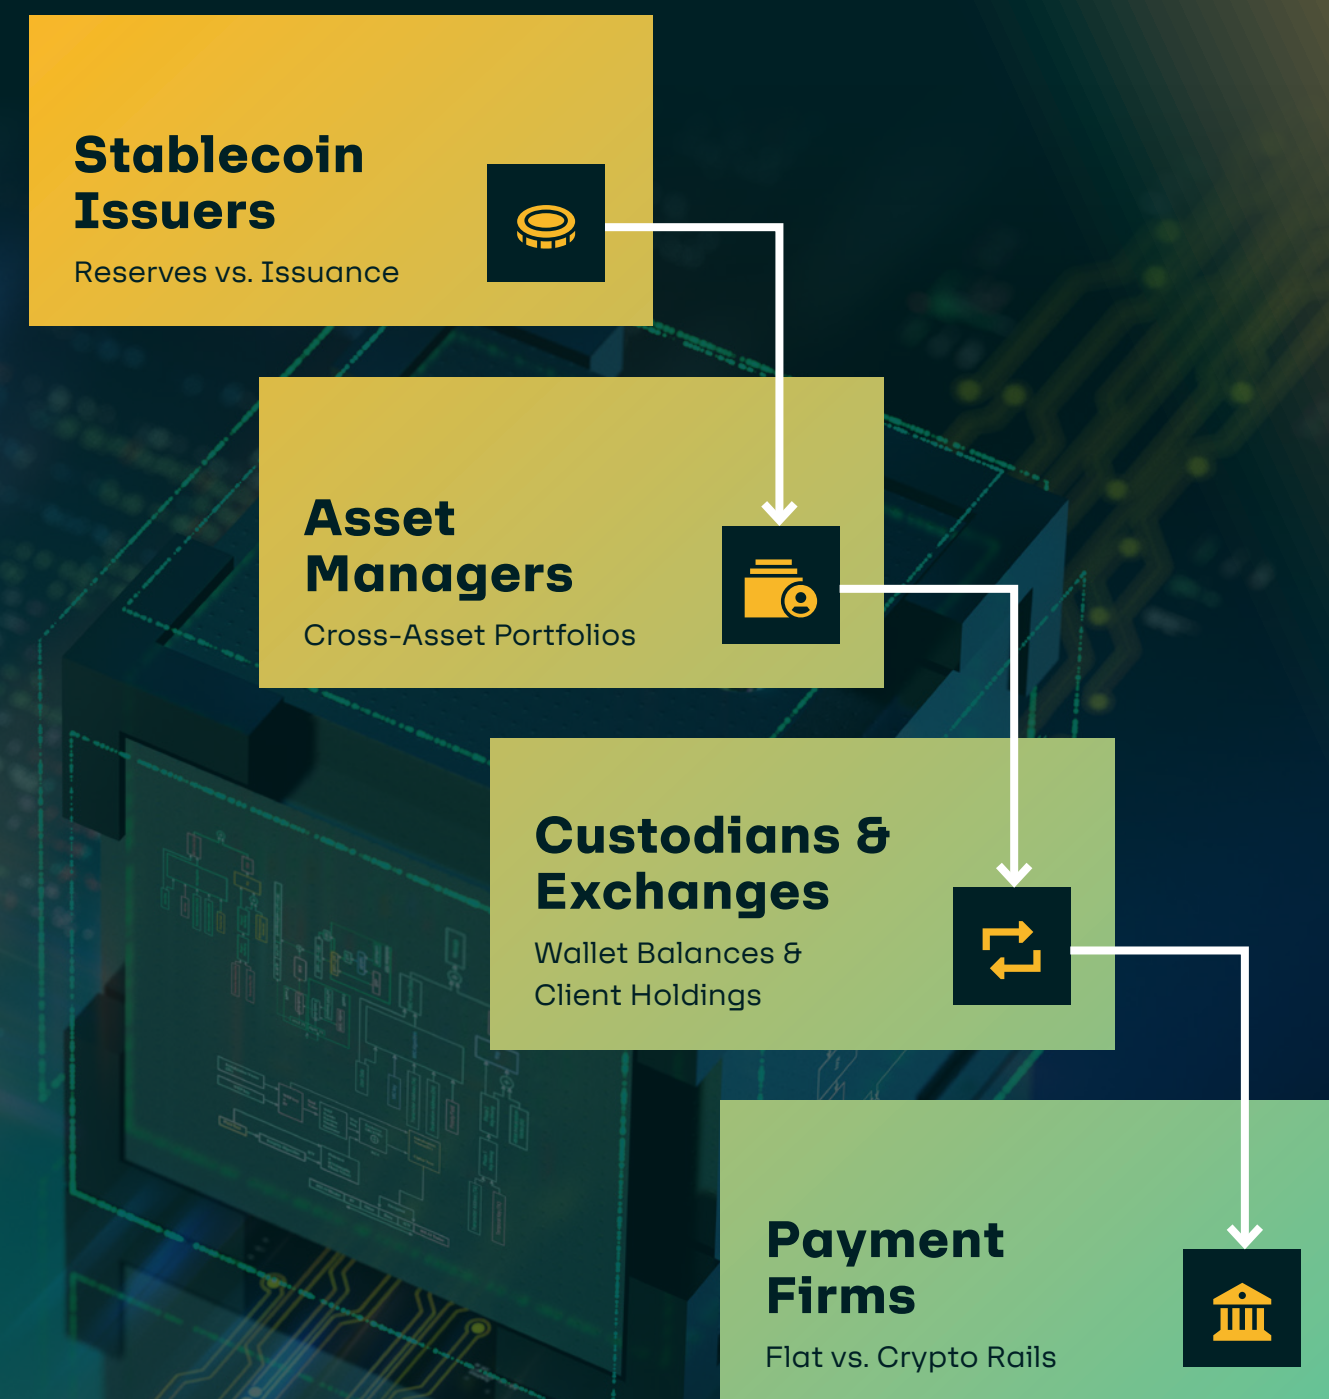 Stablecoin
Issuers
Reserves vs. Issuance
Asset
Managers
Cross-Asset Portfolios
Custodians &
Exchanges
Wallet Balances &
Client Holdings
Payment
Firms
Flat vs. Crypto Rails